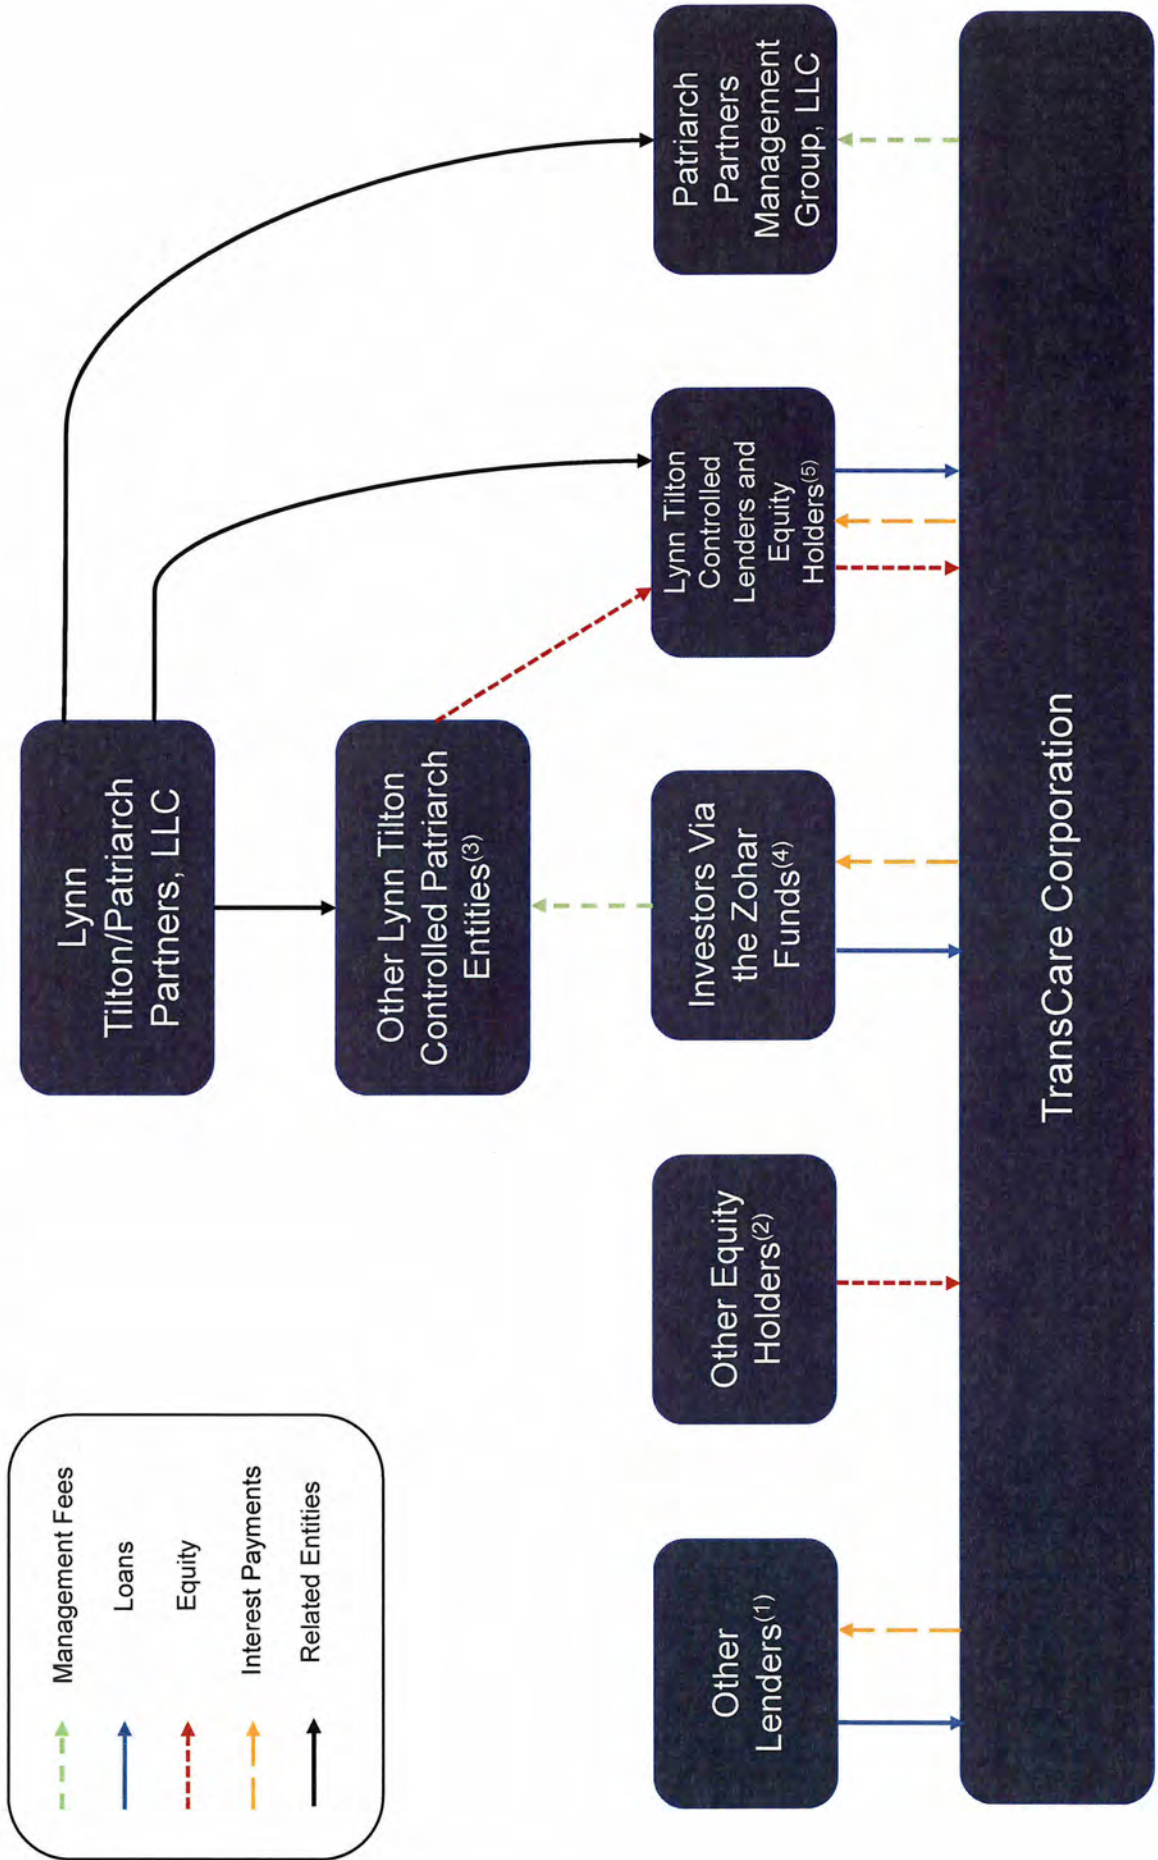 Management Fees
Loans
Equity
Interest Payments
Related Entities
Lynn
Tilton/Patriarch
Partners, LLC
Other Lynn Tilton
Controlled Patriarch
Entities(3)
Other
Lenders(1)
Other Equity
Holders(2)
Investors Via
the Zohar
Funds(4)
Lynn Tilton
Controlled
Lenders and
Equity
Holders(5)
Patriarch
Partners
Management
Group, LLC
TransCare Corporation